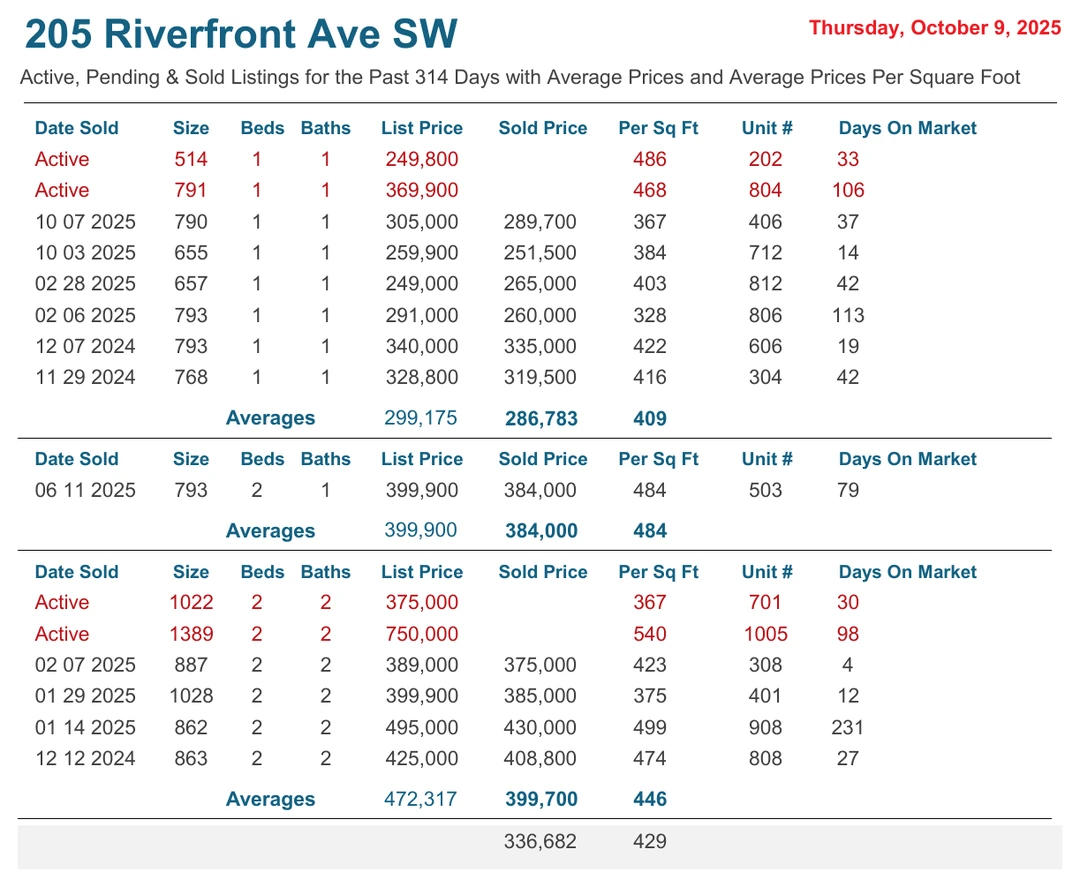 205 Riverfront Ave SW
Thursday, October 9, 2025
Active, Pending & Sold Listings for the Past 314 Days with Average Prices and Average Prices Per Square Foot
Date Sold Size Beds Baths List Price Sold Price Per Sq Ft Unit # Days On Market
Active 514 1 1 249,800 486 202 33
Active 791 1 1 369,900 468 804 106
10 07 2025 790 1 1 305,000 289,700 367 406 37
10 03 2025 655 1 1 259,900 251,500 384 712 14
02 28 2025 657 1 1 249,000 265,000 403 812 42
02 06 2025 793 1 1 291,000 260,000 328 806 113
12 07 2024 793 1 1 340,000 335,000 422 606 19
11 29 2024 768 1 1 328,800 319,500 416 304 42
Averages 299,175 286,783 409
Date Sold Size Beds Baths List Price Sold Price Per Sq Ft Unit # Days On Market
06 11 2025 793 2 1 399,900 384,000 484 503 79
Averages 399,900 384,000 484
Date Sold Size Beds Baths List Price Sold Price Per Sq Ft Unit # Days On Market
Active 1022 2 2 375,000 367 701 30
Active 1389 2 2 750,000 540 1005 98
02 07 2025 887 2 2 389,000 375,000 423 308 4
01 29 2025 1028 2 2 399,900 385,000 375 401 12
01 14 2025 862 2 2 495,000 430,000 499 908 231
12 12 2024 863 2 2 425,000 408,800 474 808 27
Averages 472,317 399,700 446
336,682 429